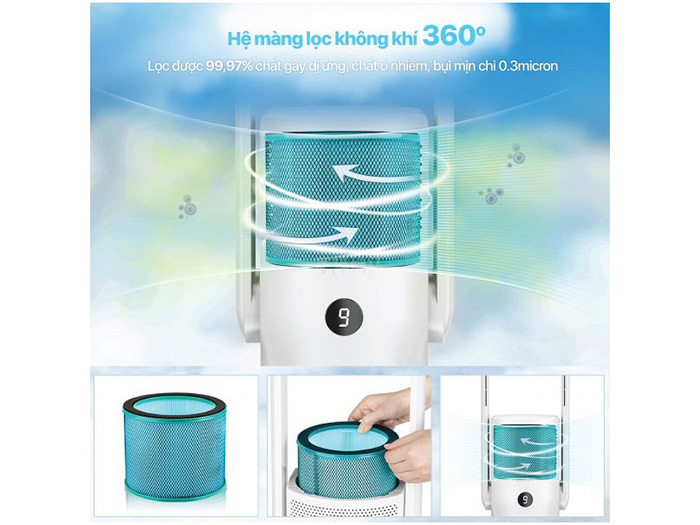 Hệ màng lọc không khí 360º
Lọc được 99,97% chất gây dị ứng, chất ô nhiễm, bụi mịn chỉ 0.3micron
9
9